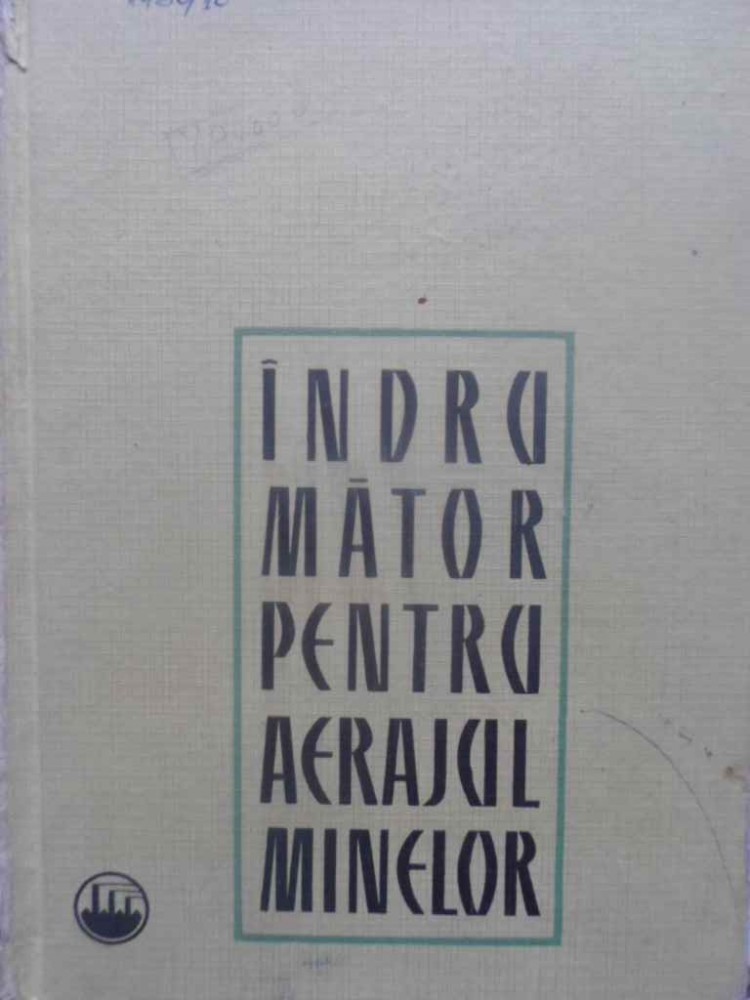 ÎNDRU
MĂTOR
PENTRU
AERAJUL
MINELOR